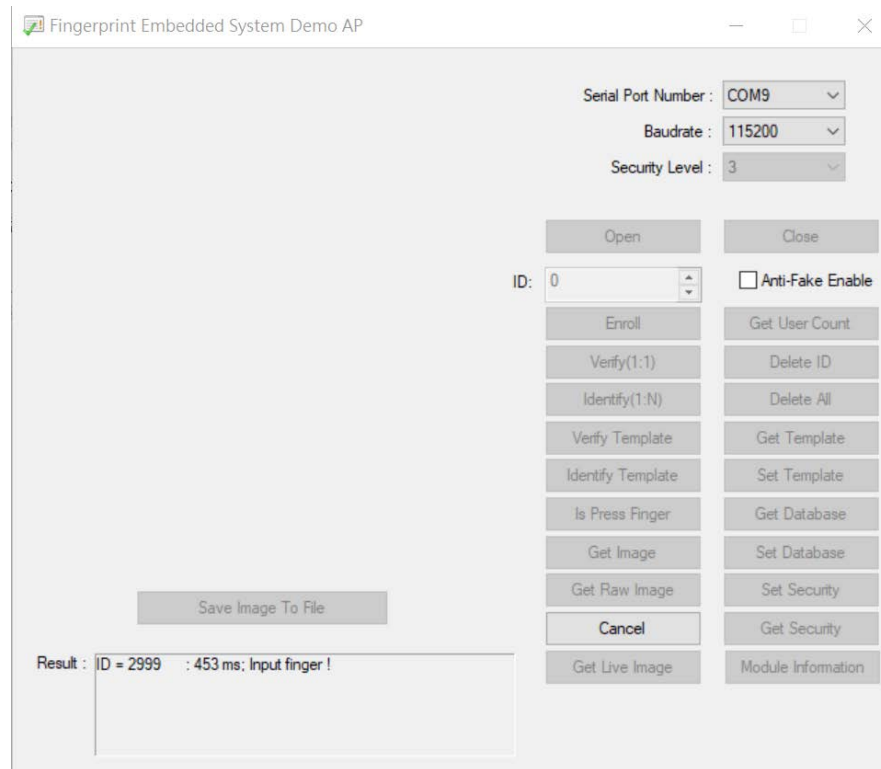 Fingerprint Embedded System Demo AP
Serial Port Number : COM9
Baudrate : 115200
Security Level : 3
Open Close
ID: 0 Anti-Fake Enable
Enroll Get User Count
Verify(1:1) Delete ID
Identify(1:N) Delete All
Verify Template Get Template
Identify Template Set Template
Is Press Finger Get Database
Get Image Set Database
Get Raw Image Set Security
Save Image To File
Cancel Get Security
Result : ID = 2999 : 453 ms; Input finger !
Get Live Image Module Information